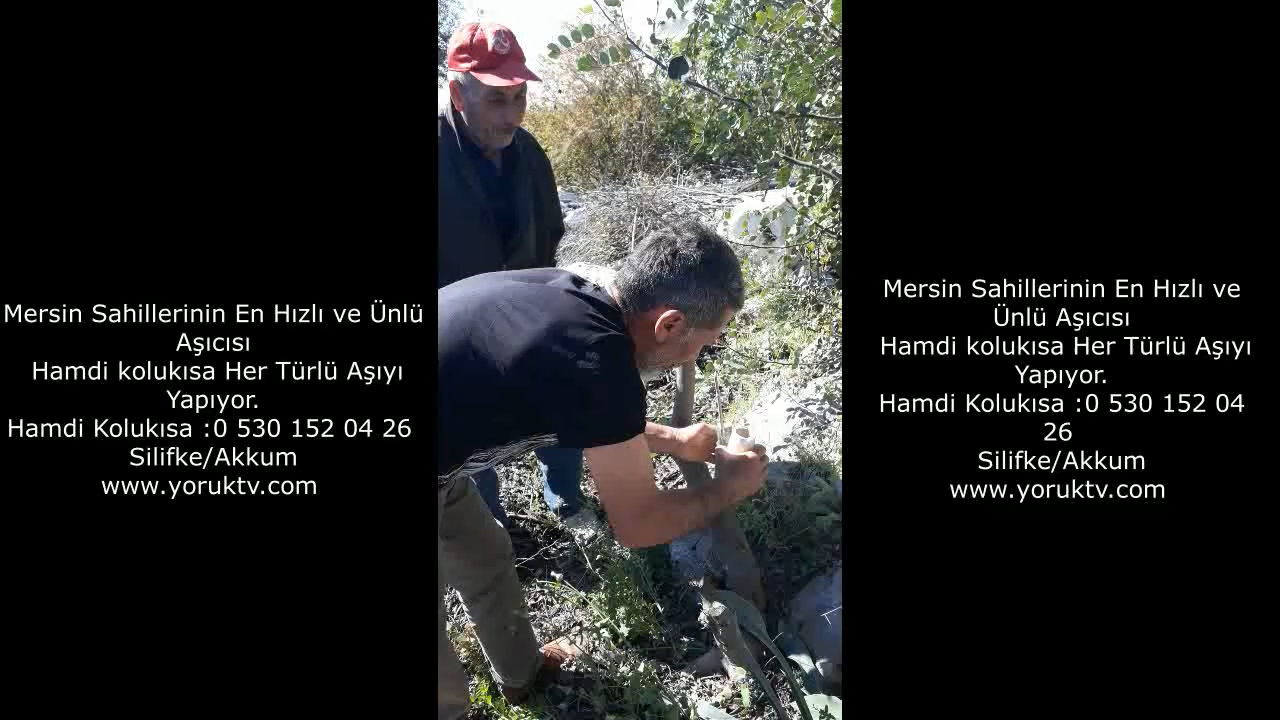 Mersin Sahillerinin En Hızlı ve Ünlü
Aşıcısı
Hamdi kolukısa Her Türlü Aşıyı
Yapıyor.
Hamdi Kolukısa :0 530 152 04 26
Silifke/Akkum
www.yoruktv.com
Mersin Sahillerinin En Hızlı ve
Ünlü Aşıcısı
Hamdi kolukısa Her Türlü Aşıyı
Yapıyor.
Hamdi Kolukısa :0 530 152 04
26
Silifke/Akkum
www.yoruktv.com